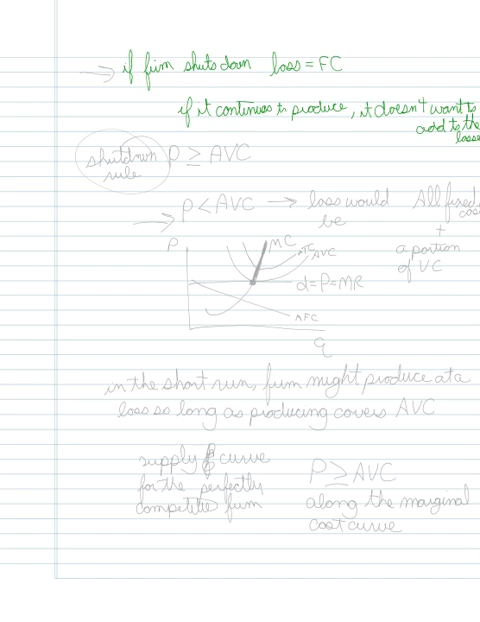 → if firm shuts down loss = FC
if it continues to produce, it doesn't want to
add to the
losses
shutdown
rule
P ≥ AVC
P < AVC → loss would
be
All fixed
cos
+
a portion
of VC
P
MC
ATC
AVC
d=P=MR
AFC
q
in the short run, firm might produce at a
loss so long as producing covers AVC
supply curve
for the perfectly
competitive firm
P ≥ AVC
along the marginal
cost curve